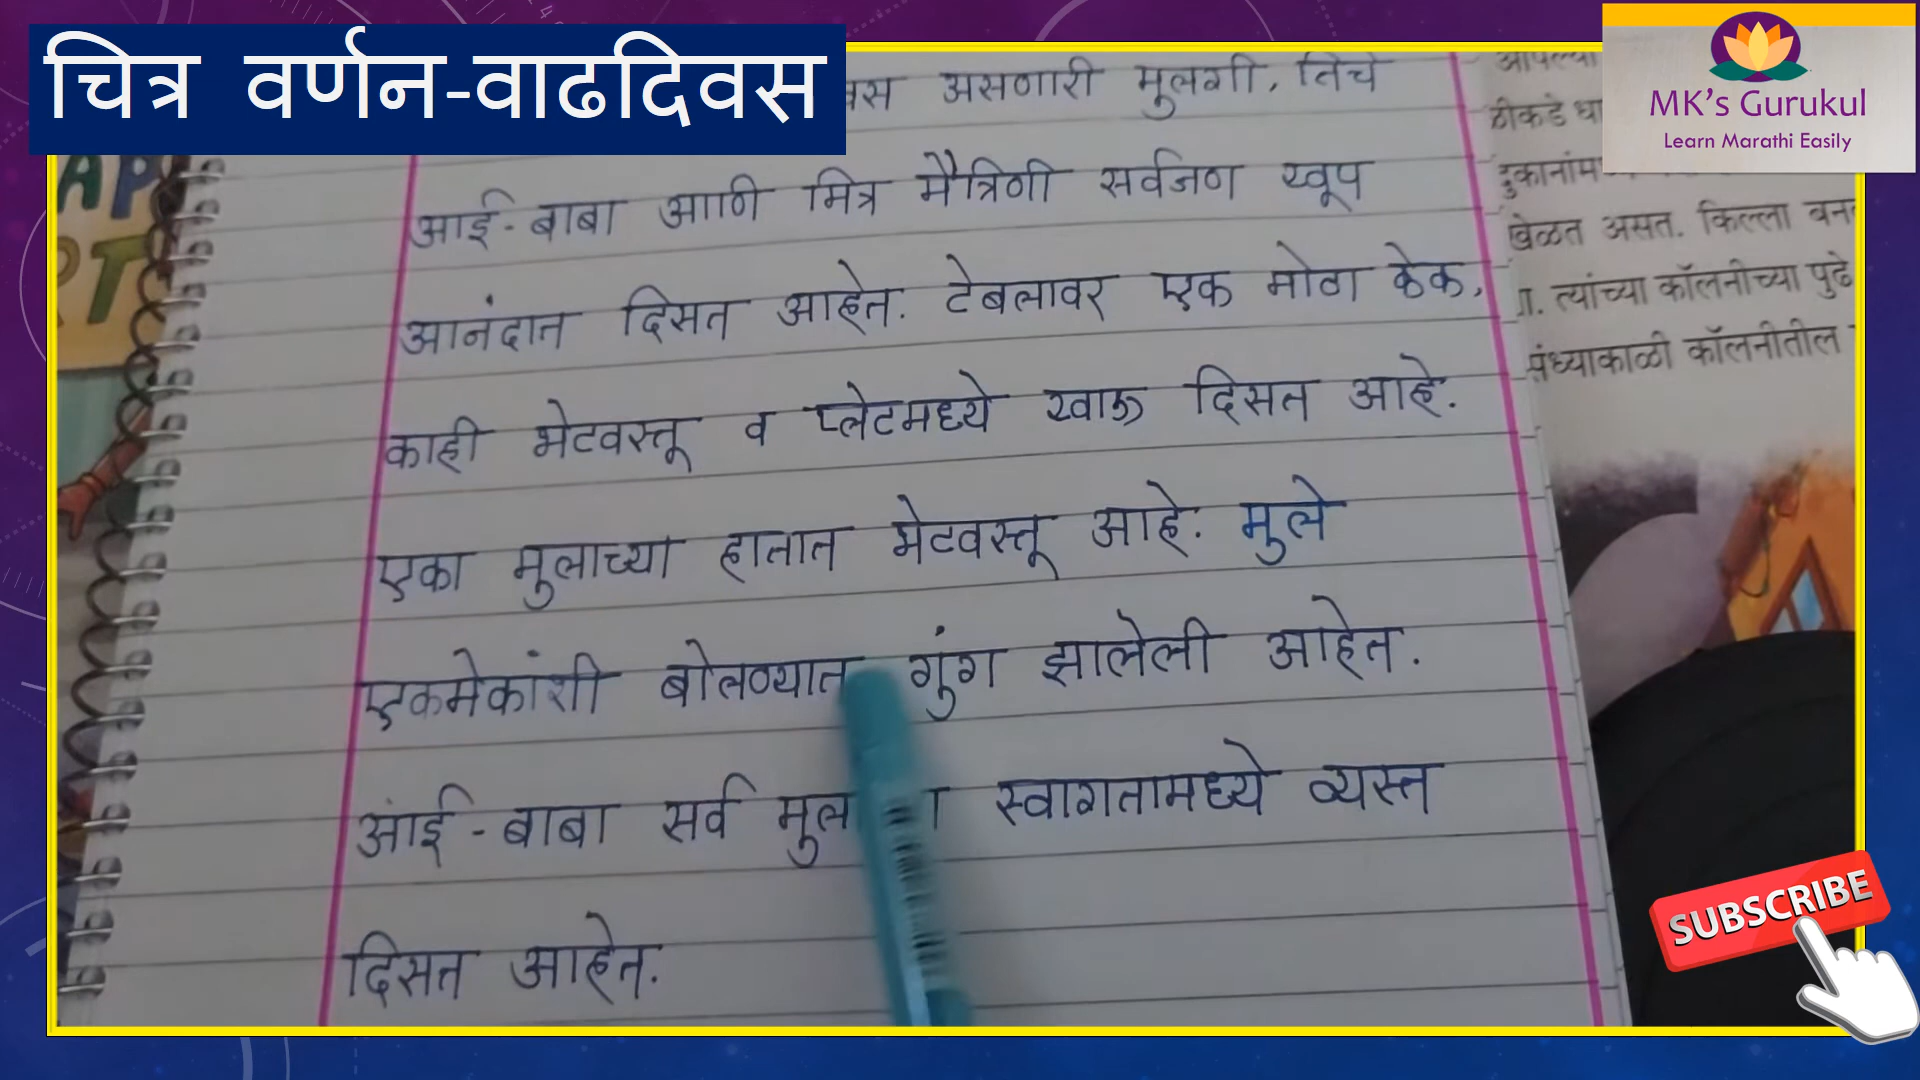 चित्र वर्णन-वाढदिवस
MK's Gurukul
Learn Marathi Easily
असणारी मुलगी, तिचे
आई-बाबा आणि मित्र मैत्रिणी सर्वजण खूप
आनंदात दिसत आहेत. टेबलावर एक मोठा केक,
काही भेटवस्तू व प्लेटमध्ये खाऊ दिसत आहे.
एका मुलाच्या हातात भेटवस्तू आहे. मुले
एकमेकांशी बोलण्यात गुंग झालेली आहेत.
आई-बाबा सर्व स्वागतामध्ये व्यस्त
दिसत आहेत.
आपल्या
खेळत असत. किल्ला
त्यांच्या कॉलनीच्या पुढे
संध्याकाळी कॉलनीतील
SUBSCRIBE